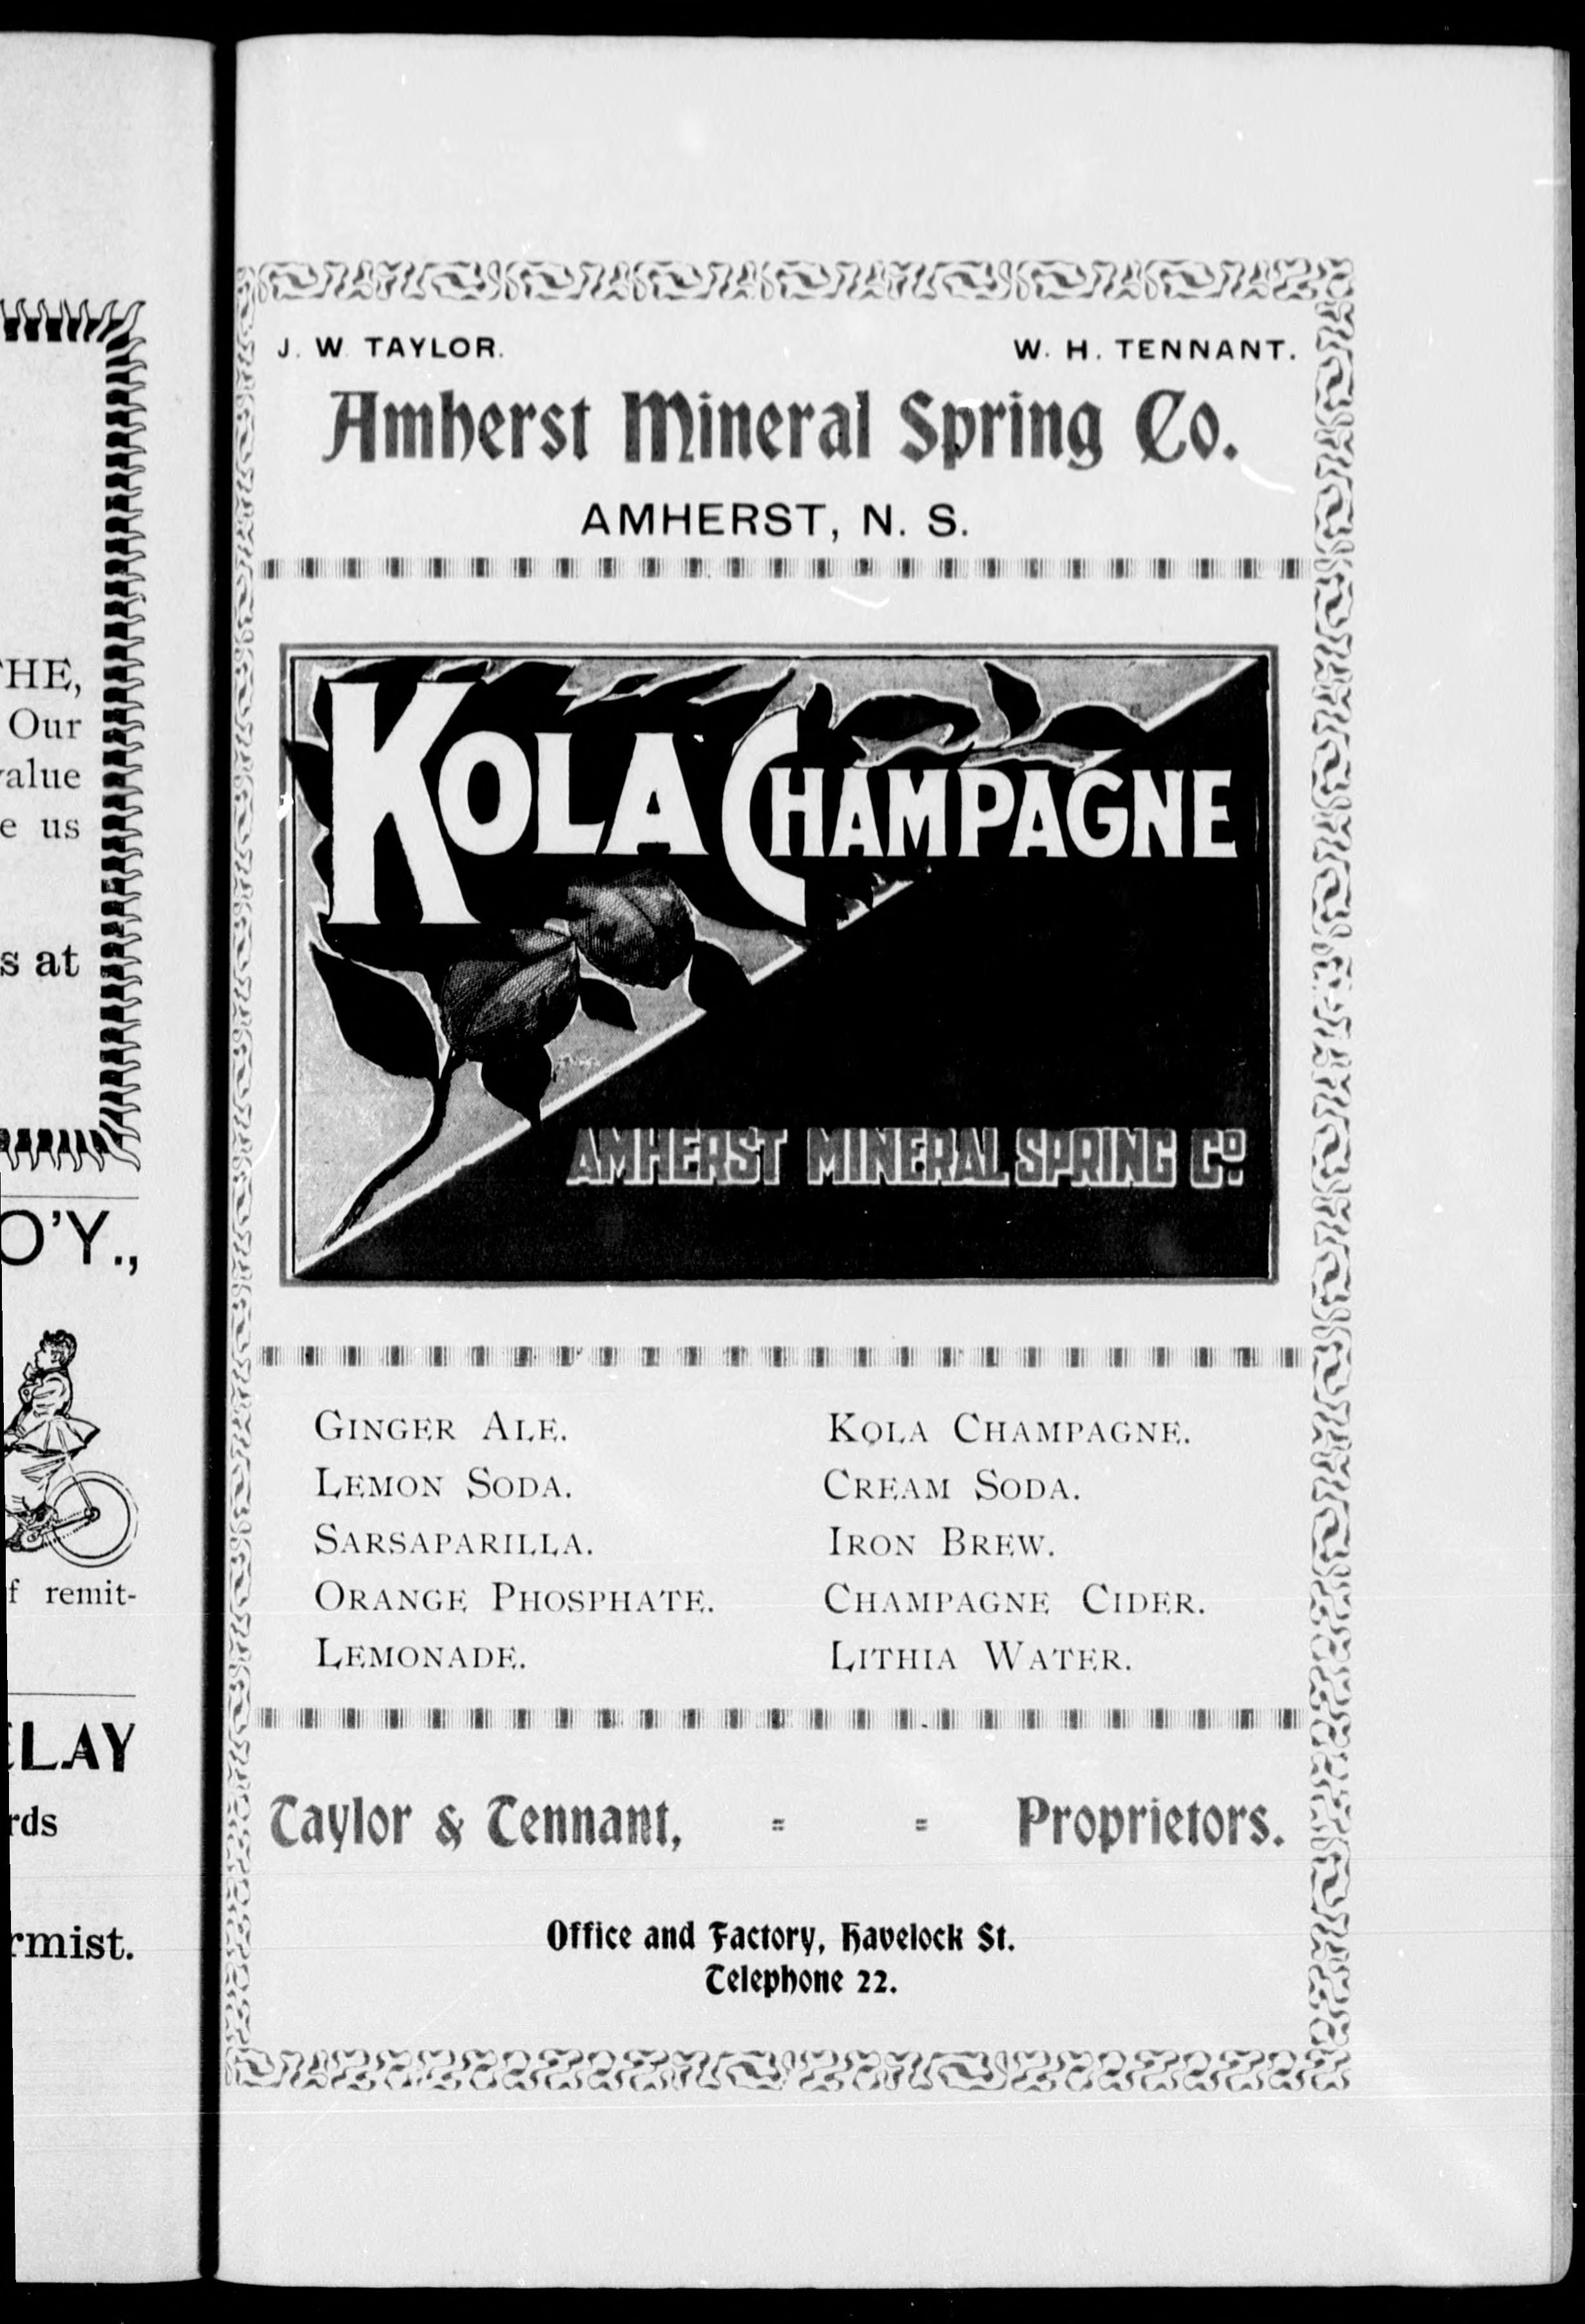 THE,
Our
value
e us
s at
O'Y.,
f remit-
ELAY
rds
rmist.
J. W. TAYLOR.
W. H. TENNANT.
Amherst Mineral Spring Co.
AMHERST, N. S.
KOLA CHAMPAGNE
AMHERST MINERAL SPRING Co.
GINGER ALE.
LEMON SODA.
SARSAPARILLA.
ORANGE PHOSPHATE.
LEMONADE.
KOLA CHAMPAGNE.
CREAM SODA.
IRON BREW.
CHAMPAGNE CIDER.
LITHIA WATER.
Taylor & Tennant, = = Proprietors.
Office and Factory, Havelock St.
Telephone 22.